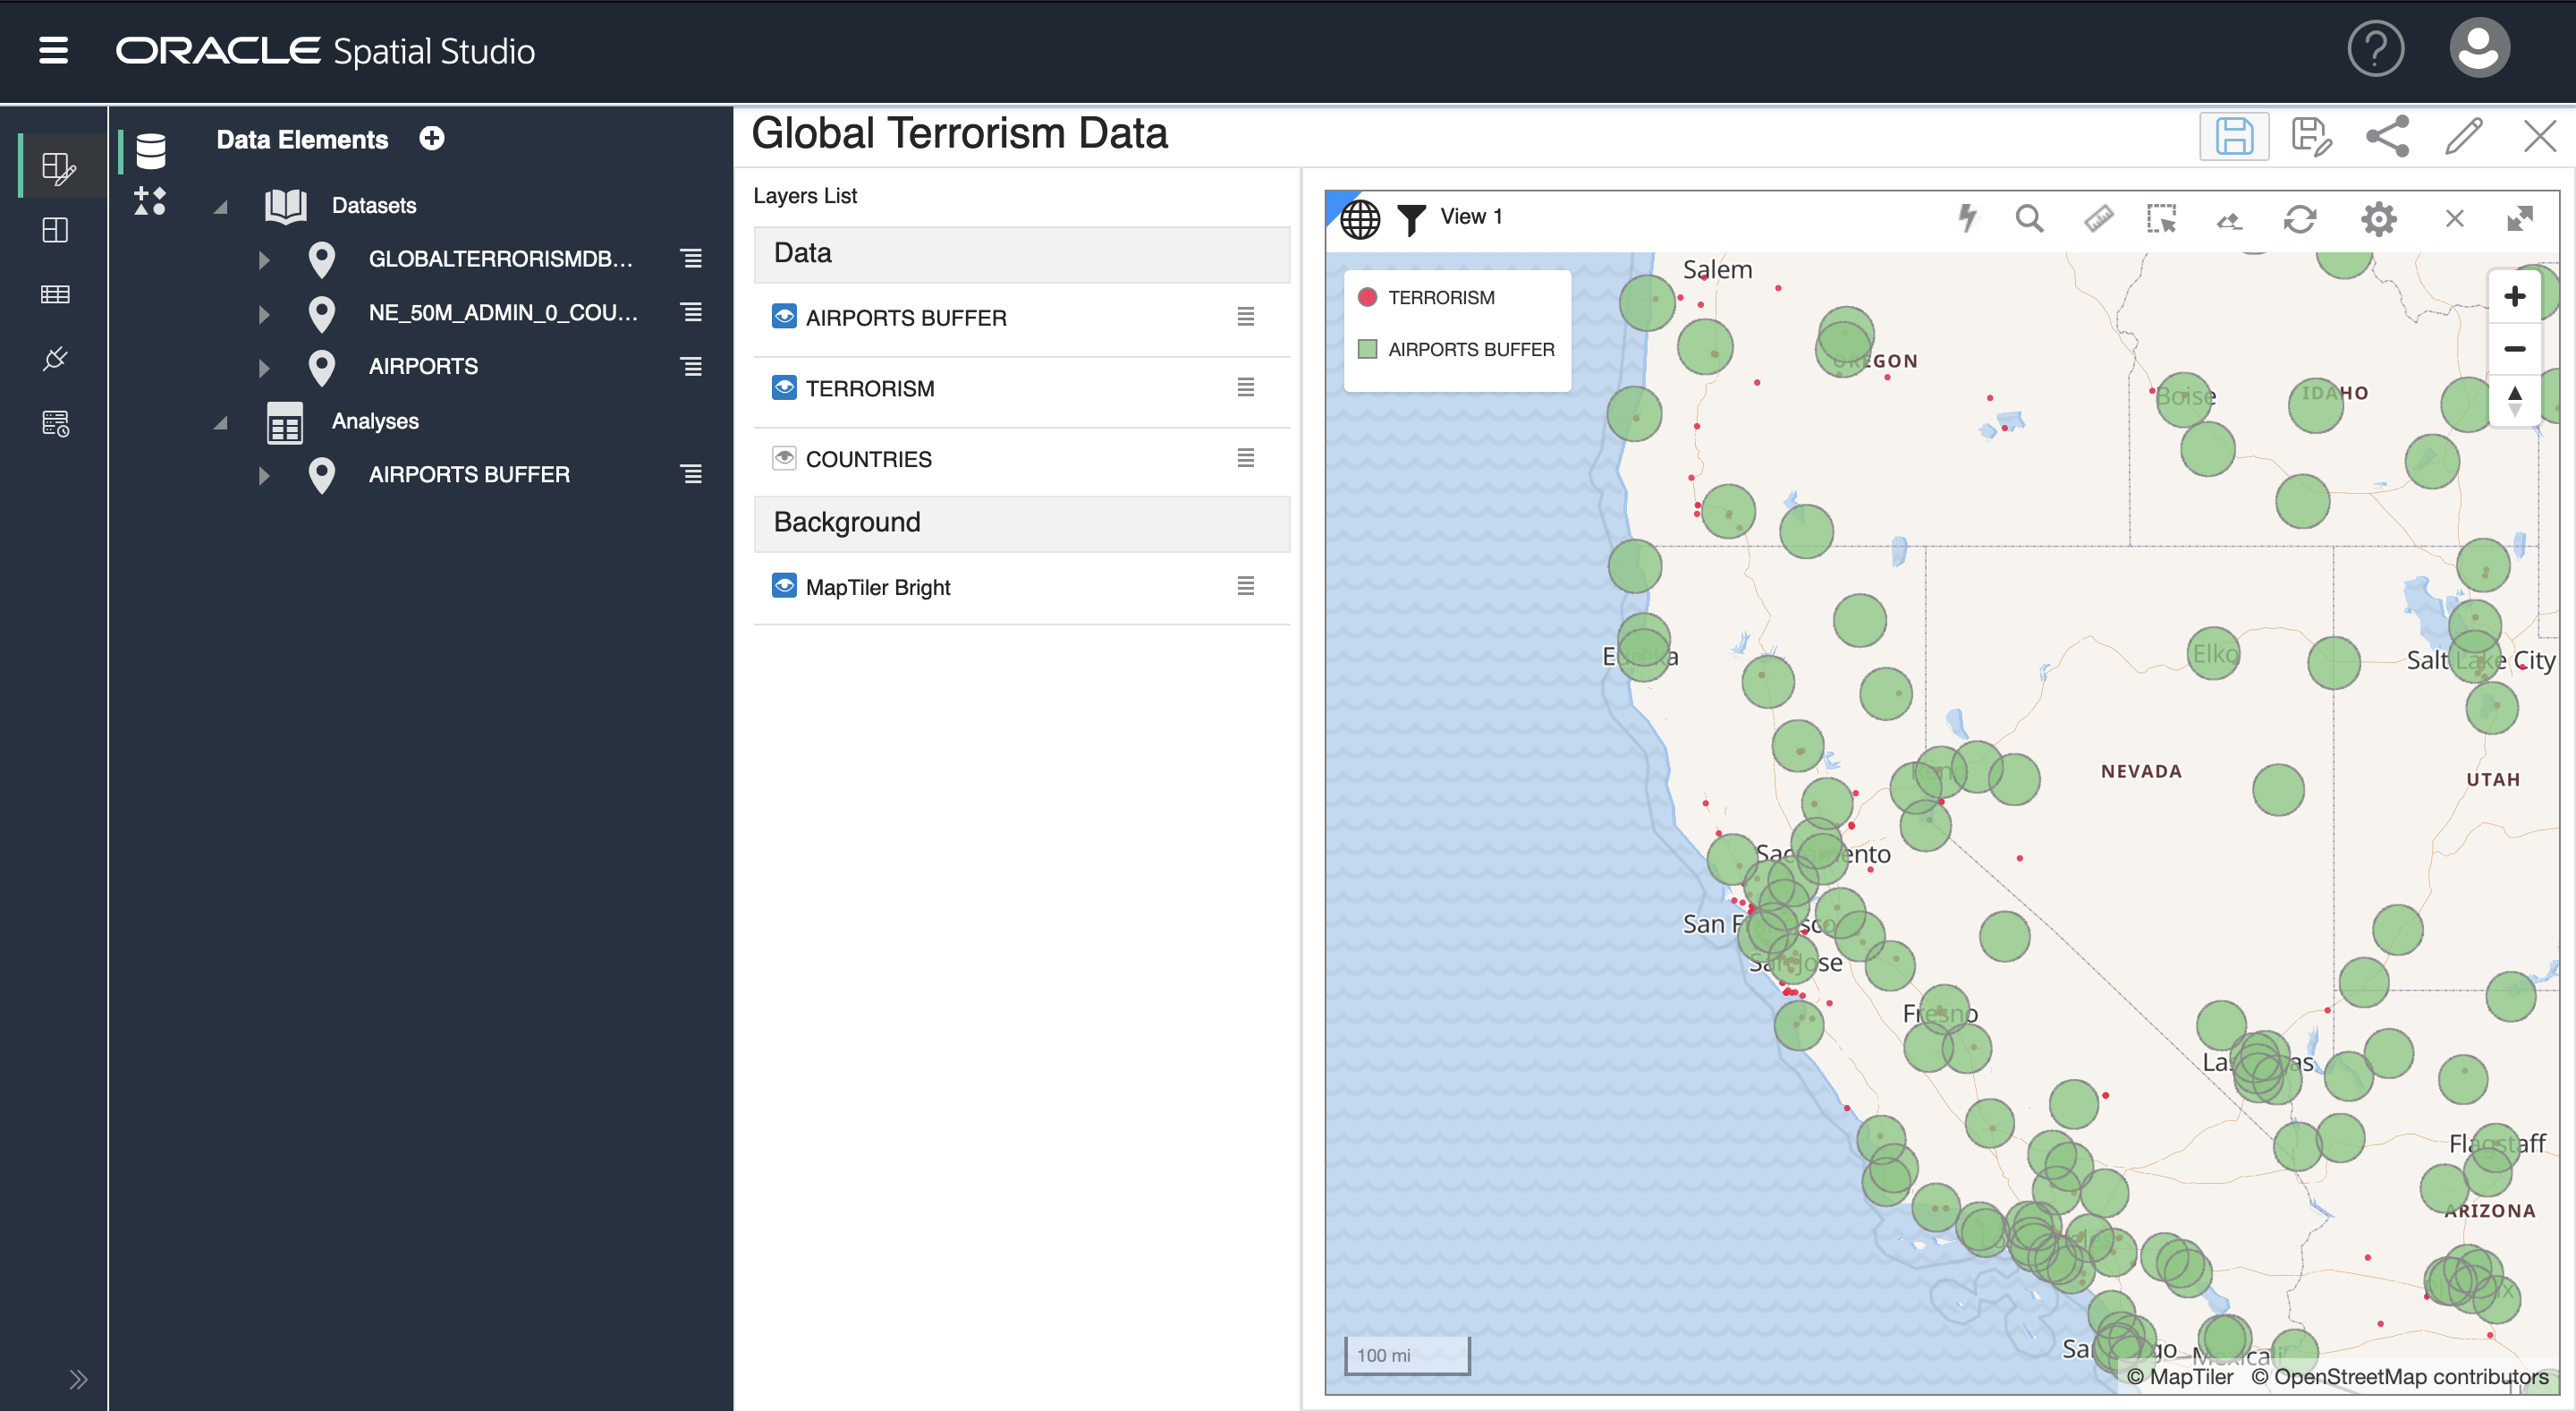 ORACLE Spatial Studio
Data Elements
Datasets
GLOBALTERRORISMDB...
NE_50M_ADMIN_0_COU...
AIRPORTS
Analyses
AIRPORTS BUFFER
Global Terrorism Data
Layers List
Data
AIRPORTS BUFFER
TERRORISM
COUNTRIES
Background
MapTiler Bright
View 1
TERRORISM
AIRPORTS BUFFER
Salem
OREGON
Boise
IDAHO
Eureka
Elko
Salt Lake City
Reno
NEVADA
UTAH
Sacramento
San Francisco
San Jose
Fresno
Las Vegas
Flagstaff
ARIZONA
San Diego
Mexicali
100 mi
© MapTiler © OpenStreetMap contributors